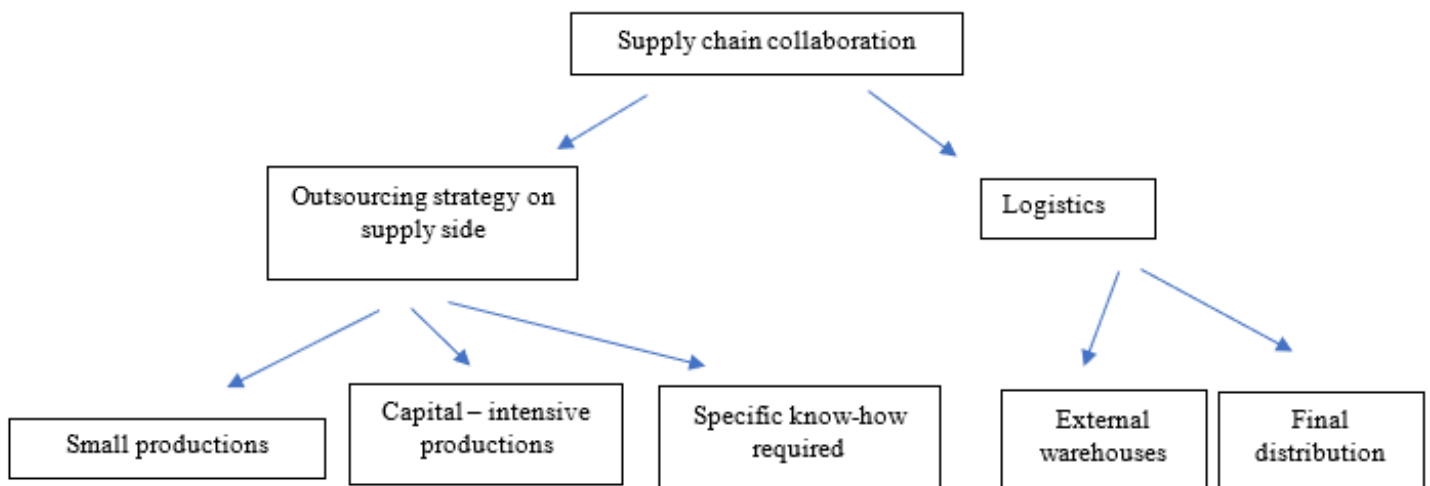 Supply chain collaboration
Outsourcing strategy on
supply side
Logistics
Small productions
Capital – intensive
productions
Specific know-how
required
External
warehouses
Final
distribution